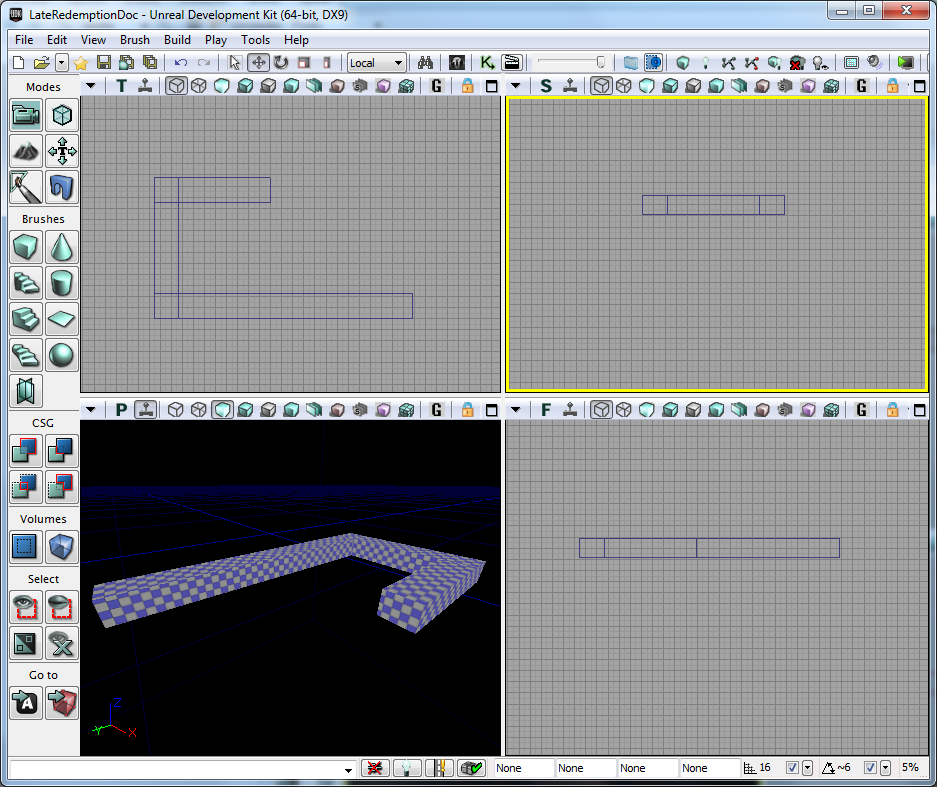 LateRedemptionDoc - Unreal Development Kit (64-bit, DX9)
File Edit View Brush Build Play Tools Help
Local
Modes
T G S G
Brushes
P G F G
CSG
Volumes
Select
Go to
A
Z
Y X
None None None None 16 ~6 5%